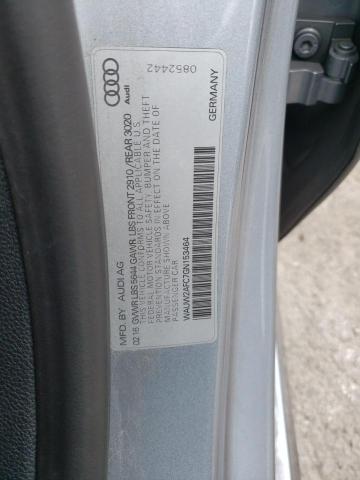 Audi
0852442
MFD. BY AUDI AG GERMANY
02 16 GVWR LBS 5644 GAWR LBS FRONT 2910 /REAR 3020
THIS VEHICLE CONFORMS TO ALL APPLICABLE U.S.
FEDERAL MOTOR VEHICLE SAFETY, BUMPER AND THEFT
PREVENTION STANDARDS IN EFFECT ON THE DATE OF
MANUFACTURE SHOWN ABOVE
PASSENGER CAR
WAUW2AFC7GN153464